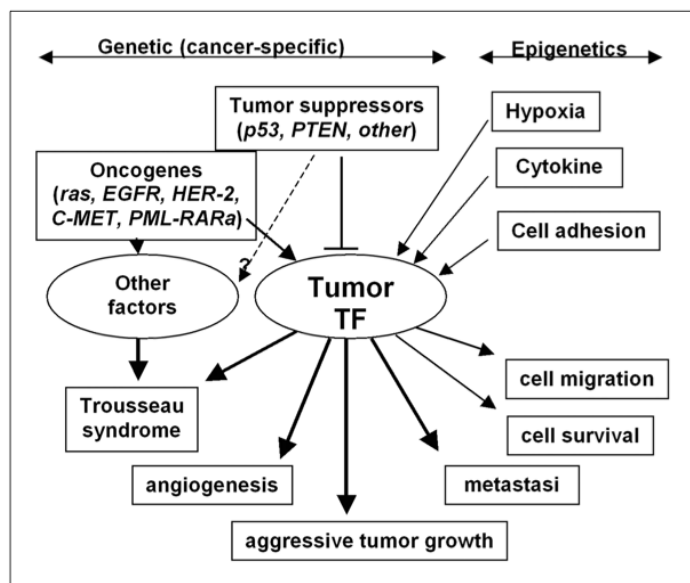 Genetic (cancer-specific)
Epigenetics
Tumor suppressors
(p53, PTEN, other)
Hypoxia
Oncogenes
(ras, EGFR, HER-2,
C-MET, PML-RARa)
Cytokine
Cell adhesion
?
Other
factors
Tumor
TF
Trousseau
syndrome
cell migration
cell survival
angiogenesis
metastasi
aggressive tumor growth